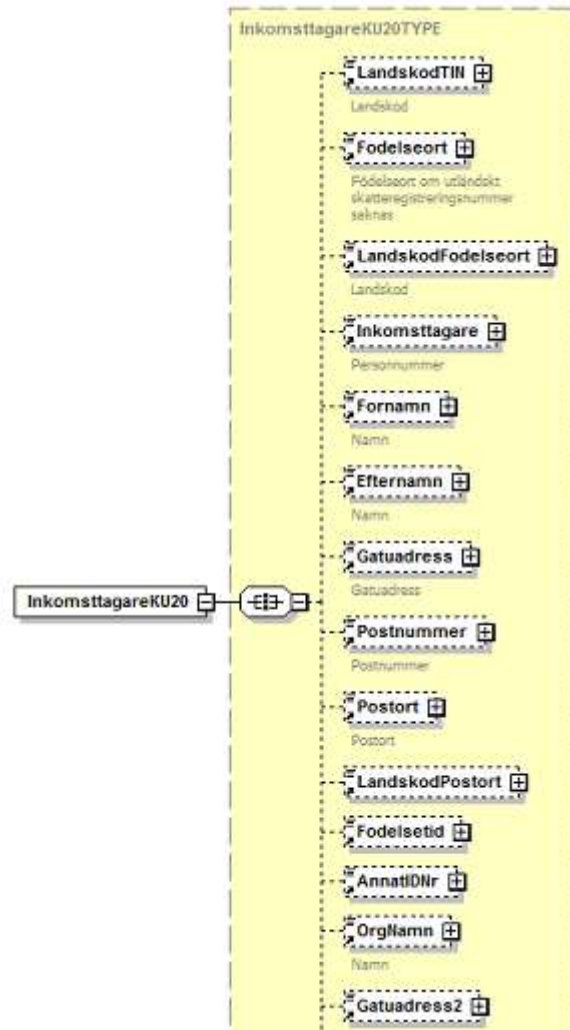 InkomsttagareKU20TYPE
LandskodTIN
Landskod
Fodelseort
Födelseort om utländskt
skatteregistreringsnummer
saknas
LandskodFodelseort
Landskod
Inkomsttagare
Personnummer
Fornamn
Namn
Efternamn
Namn
Gatuadress
Gatuadress
InkomsttagareKU20
Postnummer
Postnummer
Postort
Postort
LandskodPostort
Fodelsetid
AnnatIDNr
OrgNamn
Namn
Gatuadress2